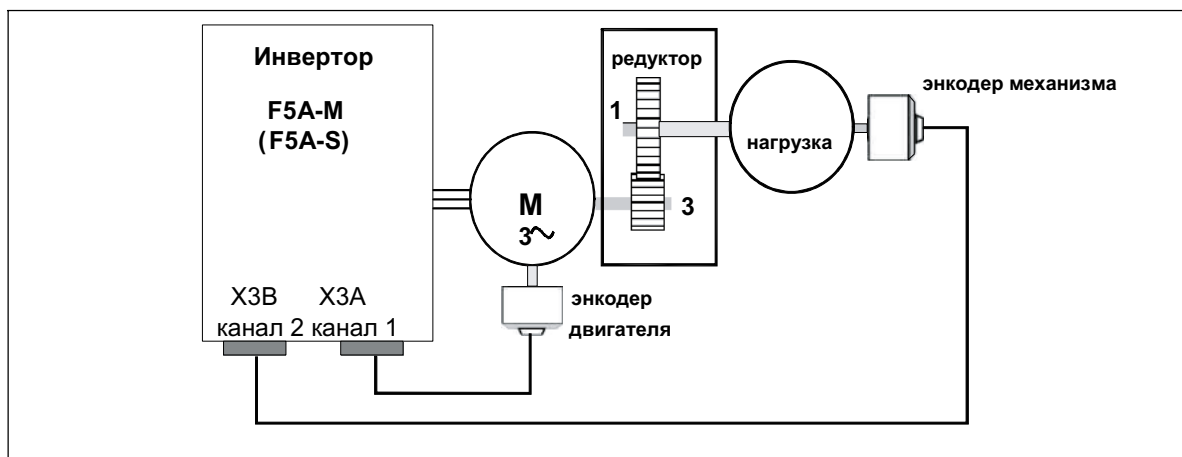 Инвертор
F5A-M
(F5A-S)
редуктор
1
3
нагрузка
энкодер механизма
M
3~
X3B
канал 2
X3A
канал 1
энкодер
двигателя